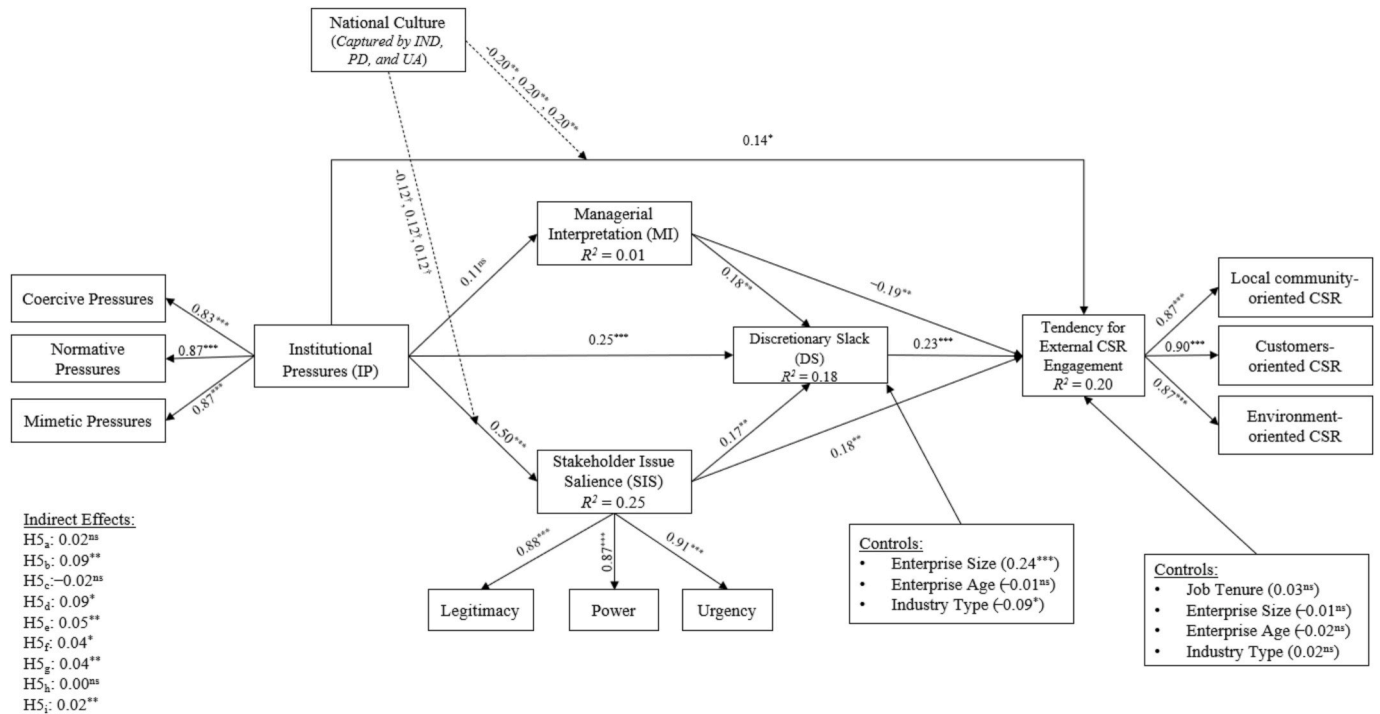 National Culture
(Captured by IND,
PD, and UA)
-0.20**, 0.20**, 0.20**
0.14*
-0.12†, 0.12†, 0.12†
Managerial
Interpretation (MI)
R² = 0.01
0.11ns
0.18**
−0.19**
Coercive Pressures
Normative
Pressures
Mimetic Pressures
0.83***
0.87***
0.87***
Institutional
Pressures (IP)
0.25***
Discretionary Slack
(DS)
R² = 0.18
0.23***
Tendency for
External CSR
Engagement
R² = 0.20
0.87***
0.90***
0.87***
Local community-
oriented CSR
Customers-
oriented CSR
Environment-
oriented CSR
0.50***
0.17**
0.18**
Stakeholder Issue
Salience (SIS)
R² = 0.25
0.88***
0.87***
0.91***
Legitimacy
Power
Urgency
Indirect Effects:
H5a: 0.02ns
H5b: 0.09**
H5c:−0.02ns
H5d: 0.09*
H5e: 0.05**
H5f: 0.04*
H5g: 0.04**
H5h: 0.00ns
H5i: 0.02**
Controls:
• Enterprise Size (0.24***)
• Enterprise Age (−0.01ns)
• Industry Type (−0.09*)
Controls:
• Job Tenure (0.03ns)
• Enterprise Size (−0.01ns)
• Enterprise Age (−0.02ns)
• Industry Type (0.02ns)